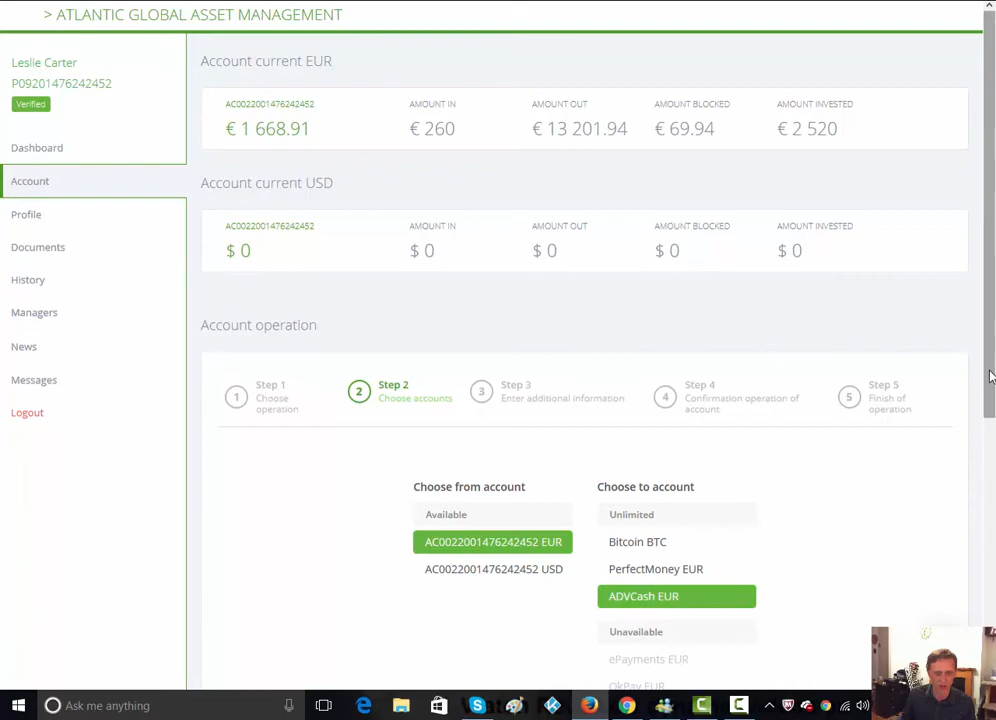 > ATLANTIC GLOBAL ASSET MANAGEMENT
Leslie Carter
P09201476242452
Verified
Dashboard
Account
Profile
Documents
History
Managers
News
Messages
Logout
Account current EUR
AC0022001476242452 AMOUNT IN AMOUNT OUT AMOUNT BLOCKED AMOUNT INVESTED
€ 1 668.91 € 260 € 13 201.94 € 69.94 € 2 520
Account current USD
AC0022001476242452 AMOUNT IN AMOUNT OUT AMOUNT BLOCKED AMOUNT INVESTED
$ 0 $ 0 $ 0 $ 0 $ 0
Account operation
1 Step 1
Choose
operation
2 Step 2
Choose accounts
3 Step 3
Enter additional information
4 Step 4
Confirmation operation of
account
5 Step 5
Finish of
operation
Choose from account
Available
AC0022001476242452 EUR
AC0022001476242452 USD
Choose to account
Unlimited
Bitcoin BTC
PerfectMoney EUR
ADVCash EUR
Unavailable
ePayments EUR
OkPay EUR
Ask me anything